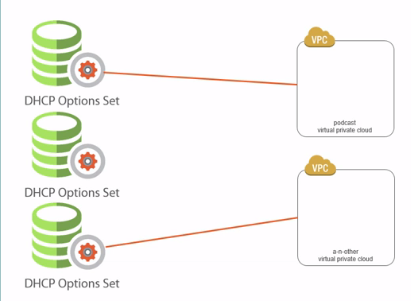 VPC
DHCP Options Set
podcast
virtual private cloud
DHCP Options Set
VPC
a-n-other
virtual private cloud
DHCP Options Set